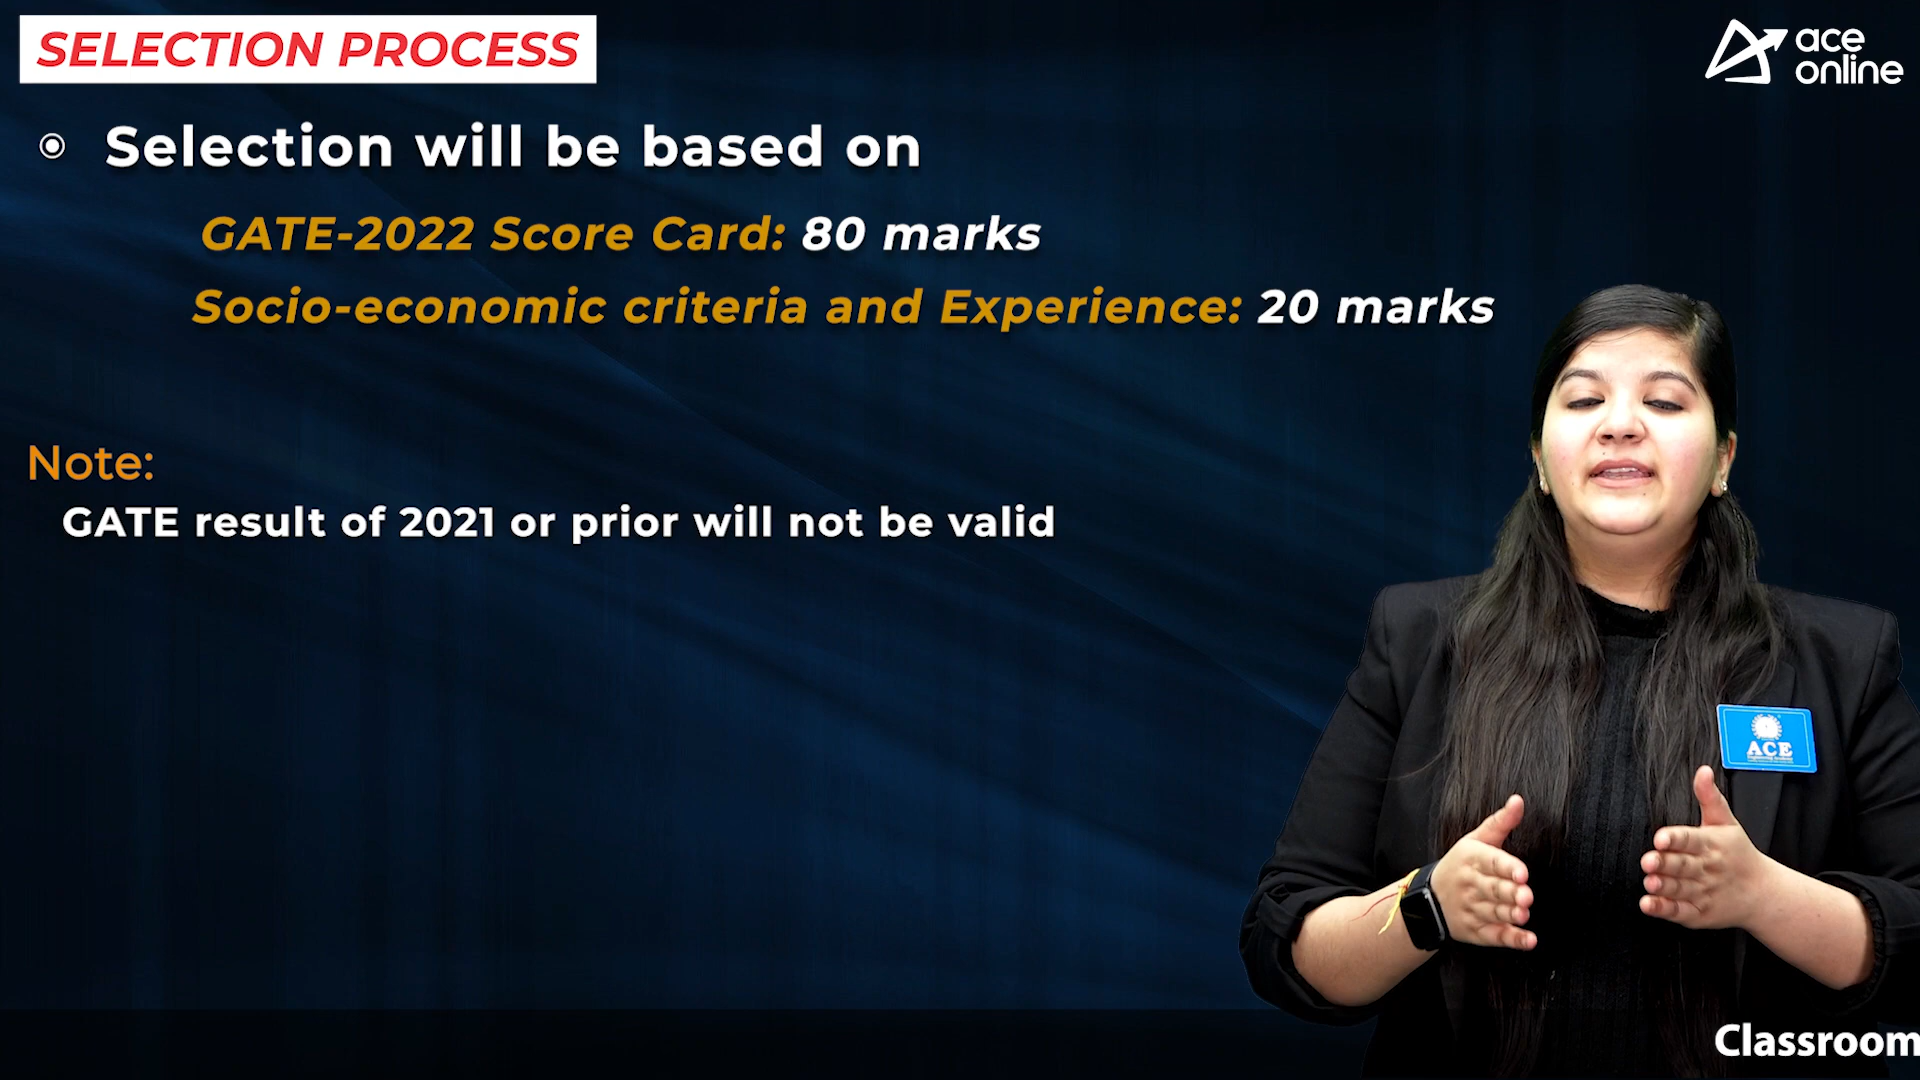 SELECTION PROCESS
ace
online
Selection will be based on
GATE-2022 Score Card: 80 marks
Socio-economic criteria and Experience: 20 marks
Note:
GATE result of 2021 or prior will not be valid
ACE
Classroom